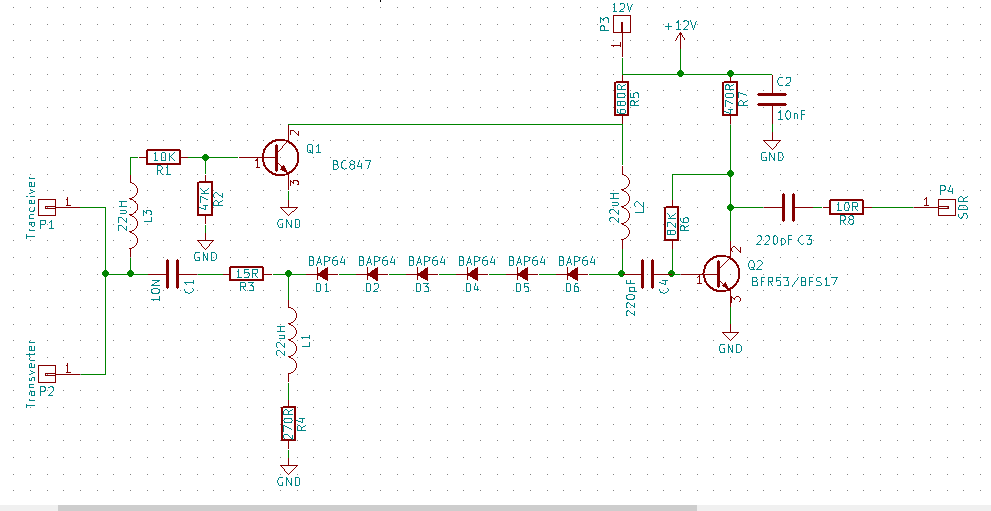 12V
P3
1
+12V
680R
R5
470R
R7
C2
10nF
GND
10K
R1
1
2
Q1
BC847
3
GND
47K
R2
GND
Tranceiver
1
P1
22uH
L3
22uH
L2
82K
R6
P4
1
SDR
10R
R8
220pF C3
10N
C1
15R
R3
BAP64
D1
BAP64
D2
BAP64
D3
BAP64
D4
BAP64
D5
BAP64
D6
220pF
C4
1
2
Q2
BFR53/BFS17
3
GND
22uH
L1
Transverter
1
P2
270R
R4
GND